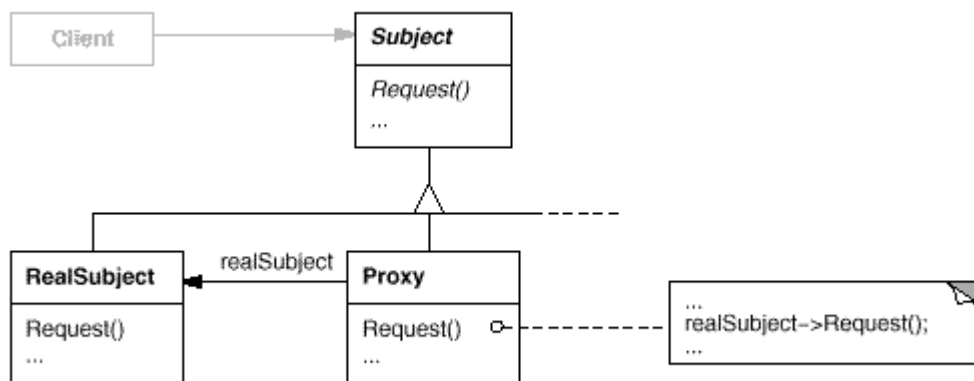 Client
Subject
Request()
...
realSubject
RealSubject
Request()
...
Proxy
Request()
...
...
realSubject->Request();
...